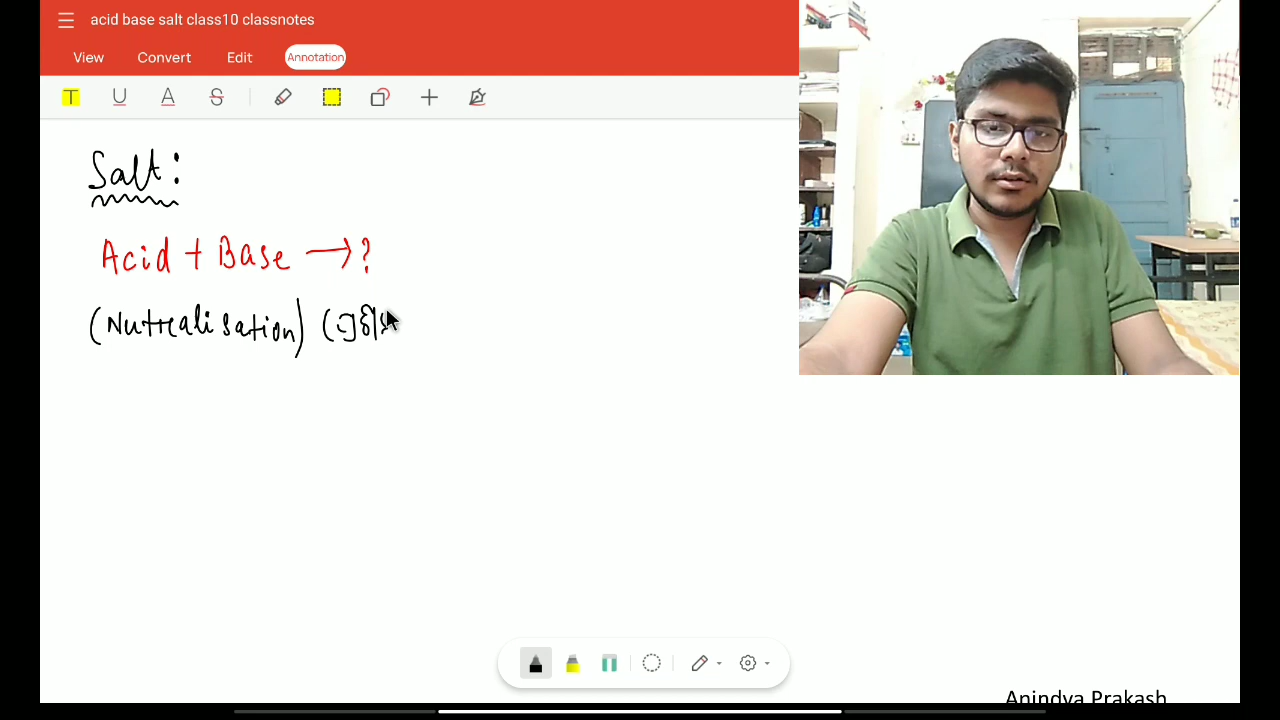 acid base salt class10 classnotes
View Convert Edit Annotation
T U A S
Salt:
Acid + Base → ?
(Nutrealisation)
Anindya Prakash